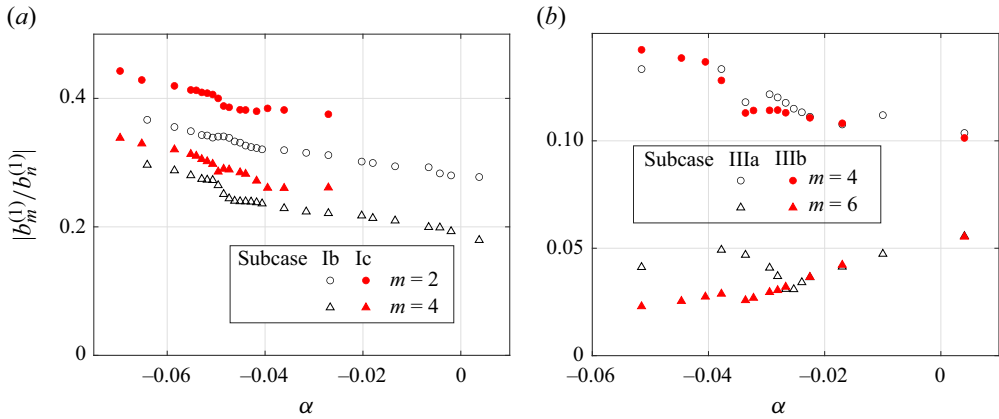 (a)
(b)
|b_m^(1)/b_n^(1)|
0.4
0.2
0
Subcase Ib Ic
m = 2
m = 4
−0.06 −0.04 −0.02 0
α
0.15
0.10
0.05
0
Subcase IIIa IIIb
m = 4
m = 6
−0.06 −0.04 −0.02 0
α